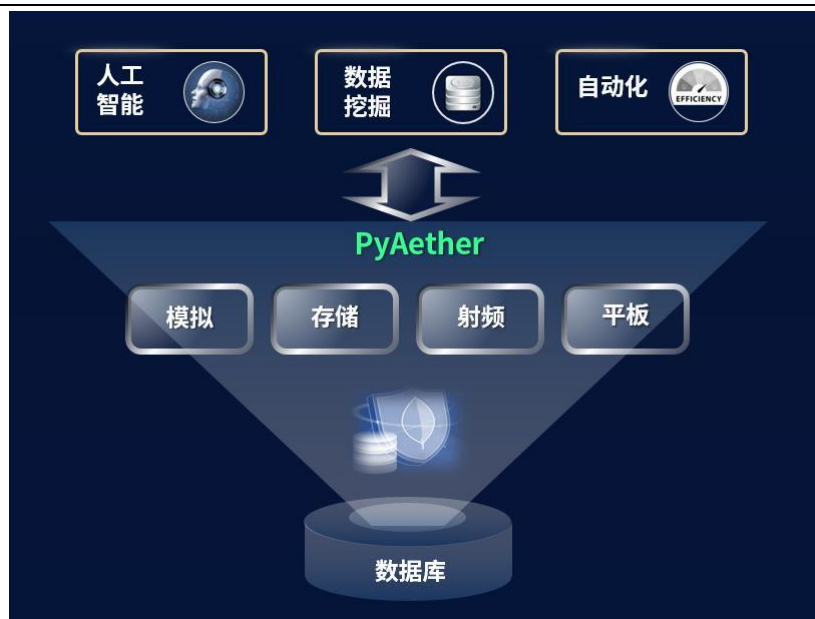 人工
智能
数据
挖掘
自动化
EFFICIENCY
PyAether
模拟
存储
射频
平板
数据库